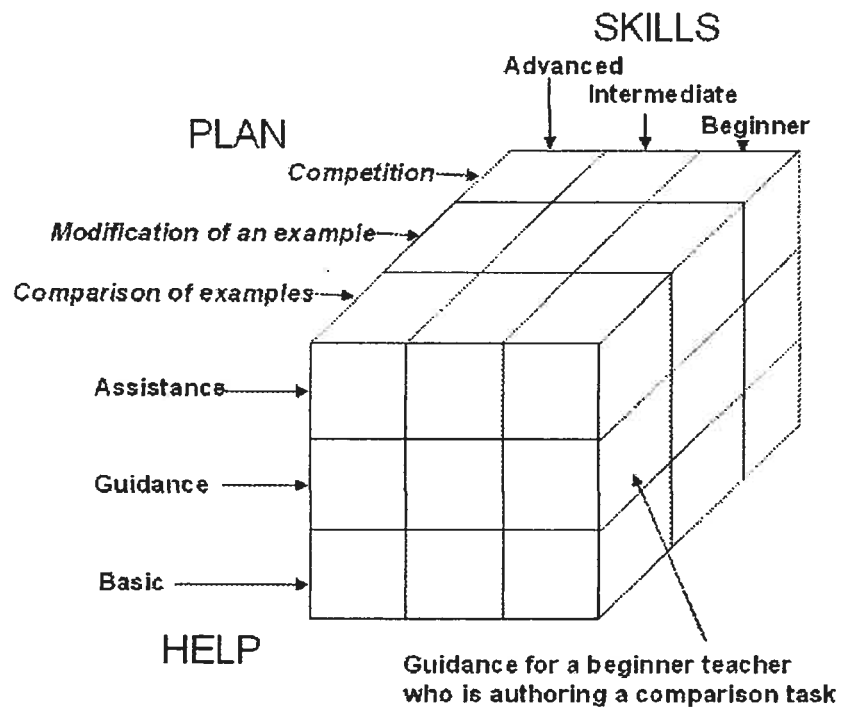 SKILLS
Advanced
Intermediate
Beginner
PLAN
Competition
Modification of an example
Comparison of examples
Assistance
Guidance
Basic
HELP
Guidance for a beginner teacher
who is authoring a comparison task